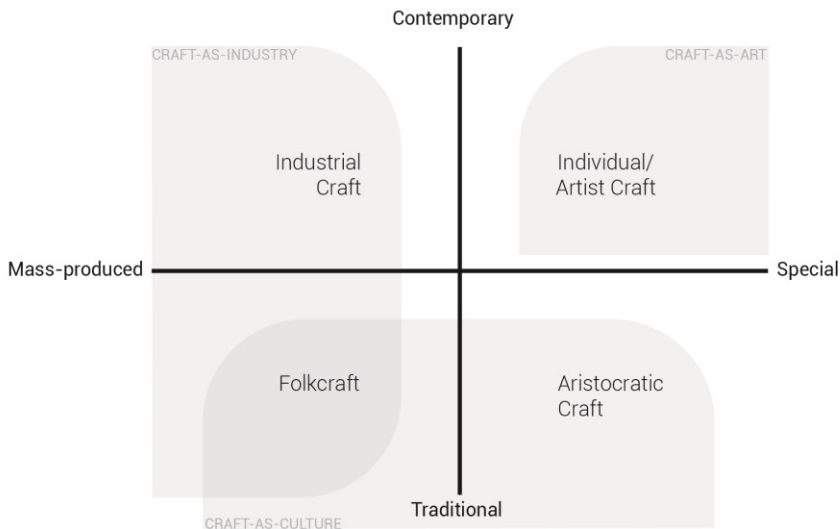 Contemporary
CRAFT-AS-INDUSTRY
CRAFT-AS-ART
Industrial
Craft
Individual/
Artist Craft
Mass-produced
Special
Folkcraft
Aristocratic
Craft
Traditional
CRAFT-AS-CULTURE